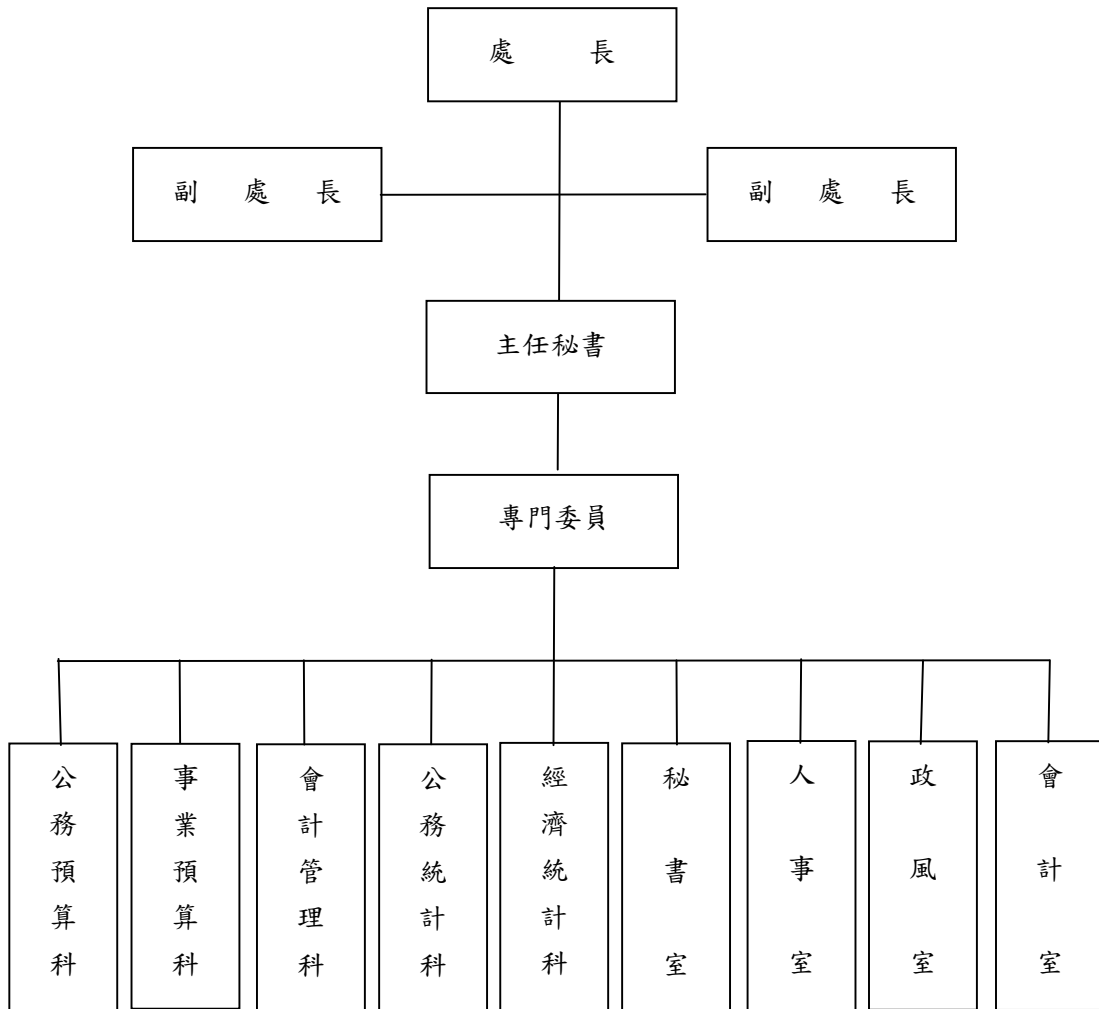 處 長
副 處 長
副 處 長
主任秘書
專門委員
公務預算科
事業預算科
會計管理科
公務統計科
經濟統計科
秘書室
人事室
政風室
會計室